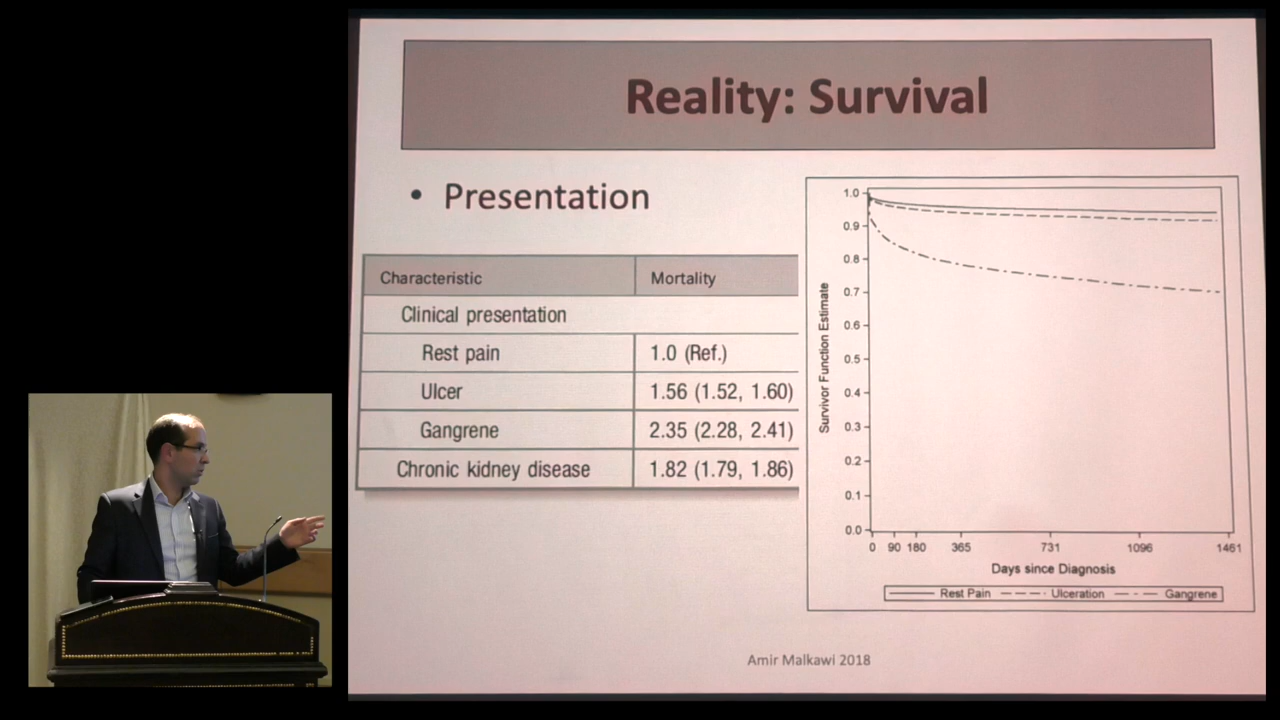 Reality: Survival
• Presentation
Characteristic Mortality
Clinical presentation
Rest pain 1.0 (Ref.)
Ulcer 1.56 (1.52, 1.60)
Gangrene 2.35 (2.28, 2.41)
Chronic kidney disease 1.82 (1.79, 1.86)
Survivor Function Estimate
1.0
0.9
0.8
0.7
0.6
0.5
0.4
0.3
0.2
0.1
0.0
0 90 180 365 731 1096 1461
Days since Diagnosis
Rest Pain Ulceration Gangrene
Amir Malkawi 2018